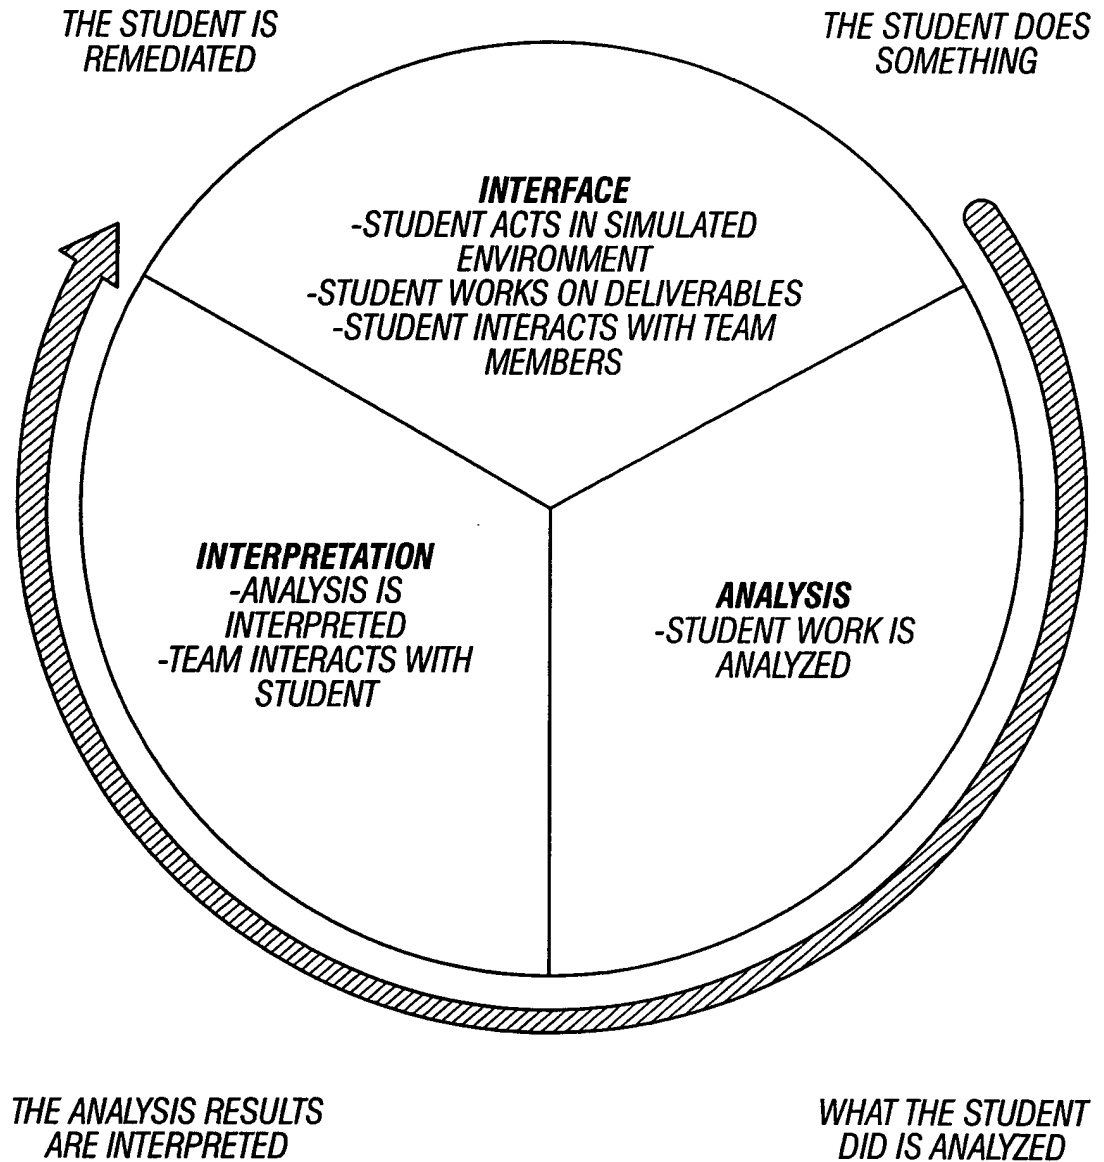 THE STUDENT IS
REMEDIATED
THE STUDENT DOES
SOMETHING
INTERFACE
-STUDENT ACTS IN SIMULATED
ENVIRONMENT
-STUDENT WORKS ON DELIVERABLES
-STUDENT INTERACTS WITH TEAM
MEMBERS
INTERPRETATION
-ANALYSIS IS
INTERPRETED
-TEAM INTERACTS WITH
STUDENT
ANALYSIS
-STUDENT WORK IS
ANALYZED
THE ANALYSIS RESULTS
ARE INTERPRETED
WHAT THE STUDENT
DID IS ANALYZED